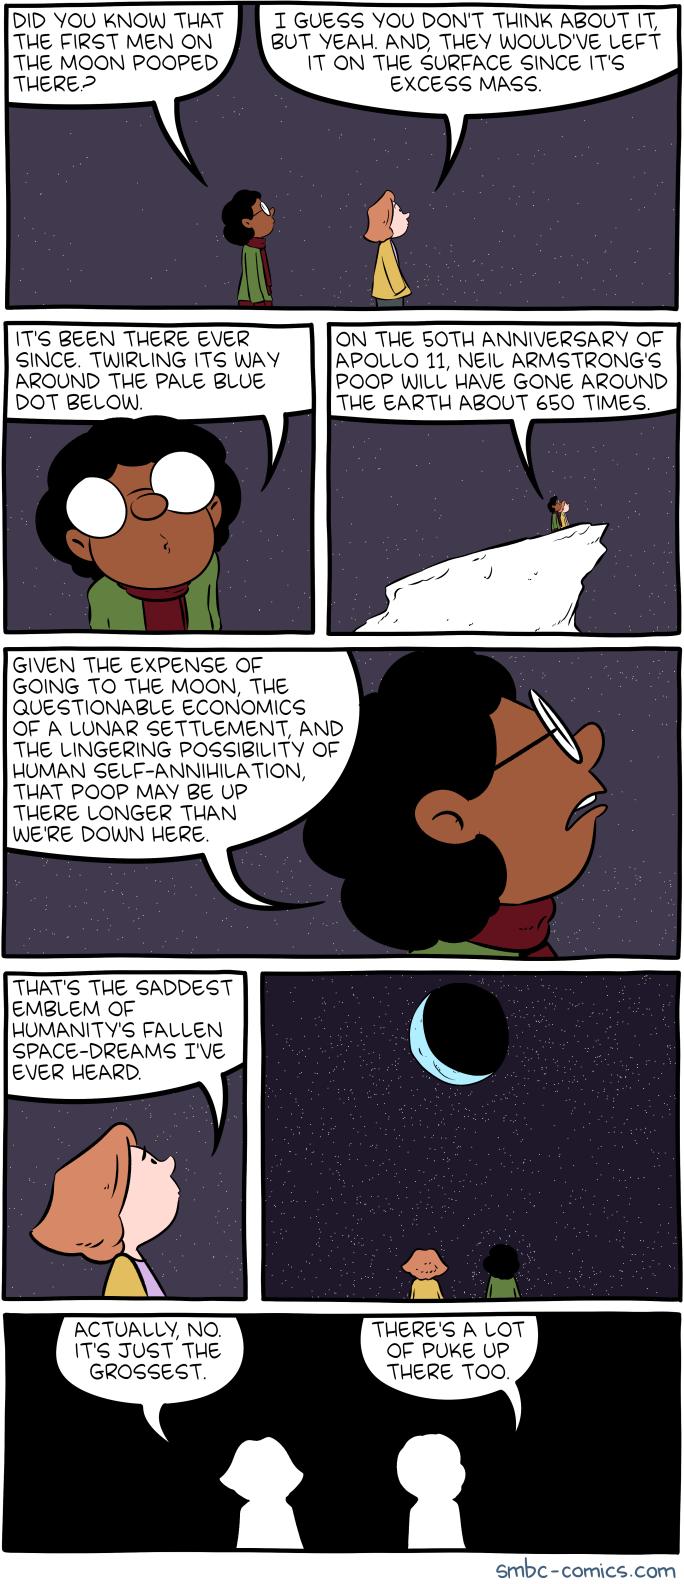 DID YOU KNOW THAT
THE FIRST MEN ON
THE MOON POOPED
THERE?
I GUESS YOU DON'T THINK ABOUT IT,
BUT YEAH. AND, THEY WOULD'VE LEFT
IT ON THE SURFACE SINCE IT'S
EXCESS MASS.
IT'S BEEN THERE EVER
SINCE. TWIRLING ITS WAY
AROUND THE PALE BLUE
DOT BELOW.
ON THE 50TH ANNIVERSARY OF
APOLLO 11, NEIL ARMSTRONG'S
POOP WILL HAVE GONE AROUND
THE EARTH ABOUT 650 TIMES.
GIVEN THE EXPENSE OF
GOING TO THE MOON, THE
QUESTIONABLE ECONOMICS
OF A LUNAR SETTLEMENT, AND
THE LINGERING POSSIBILITY OF
HUMAN SELF-ANNIHILATION,
THAT POOP MAY BE UP
THERE LONGER THAN
WE'RE DOWN HERE.
THAT'S THE SADDEST
EMBLEM OF
HUMANITY'S FALLEN
SPACE-DREAMS I'VE
EVER HEARD.
ACTUALLY, NO.
IT'S JUST THE
GROSSEST.
THERE'S A LOT
OF PUKE UP
THERE TOO.
smbc-comics.com